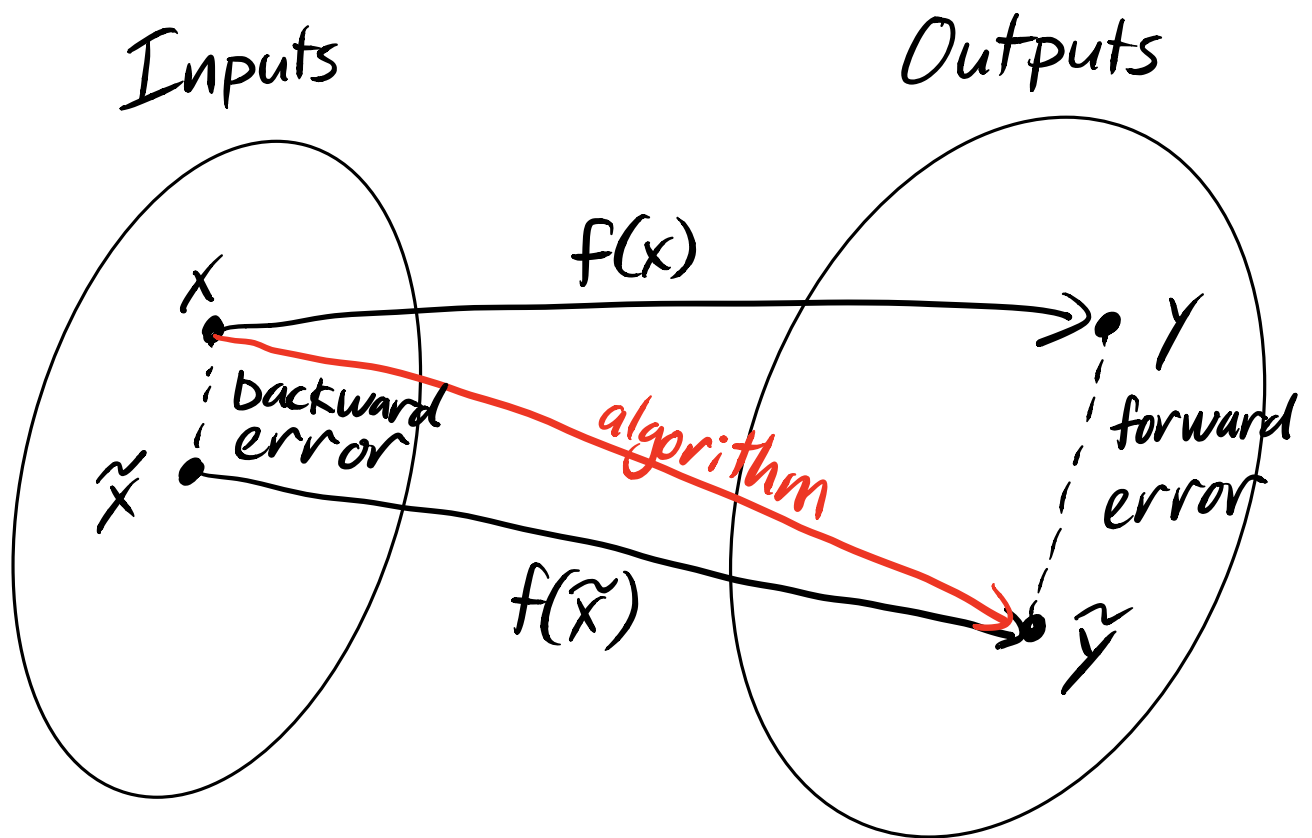 Inputs
Outputs
f(x)
x
y
backward
error
algorithm
forward
error
x̃
f(x̃)
ỹ